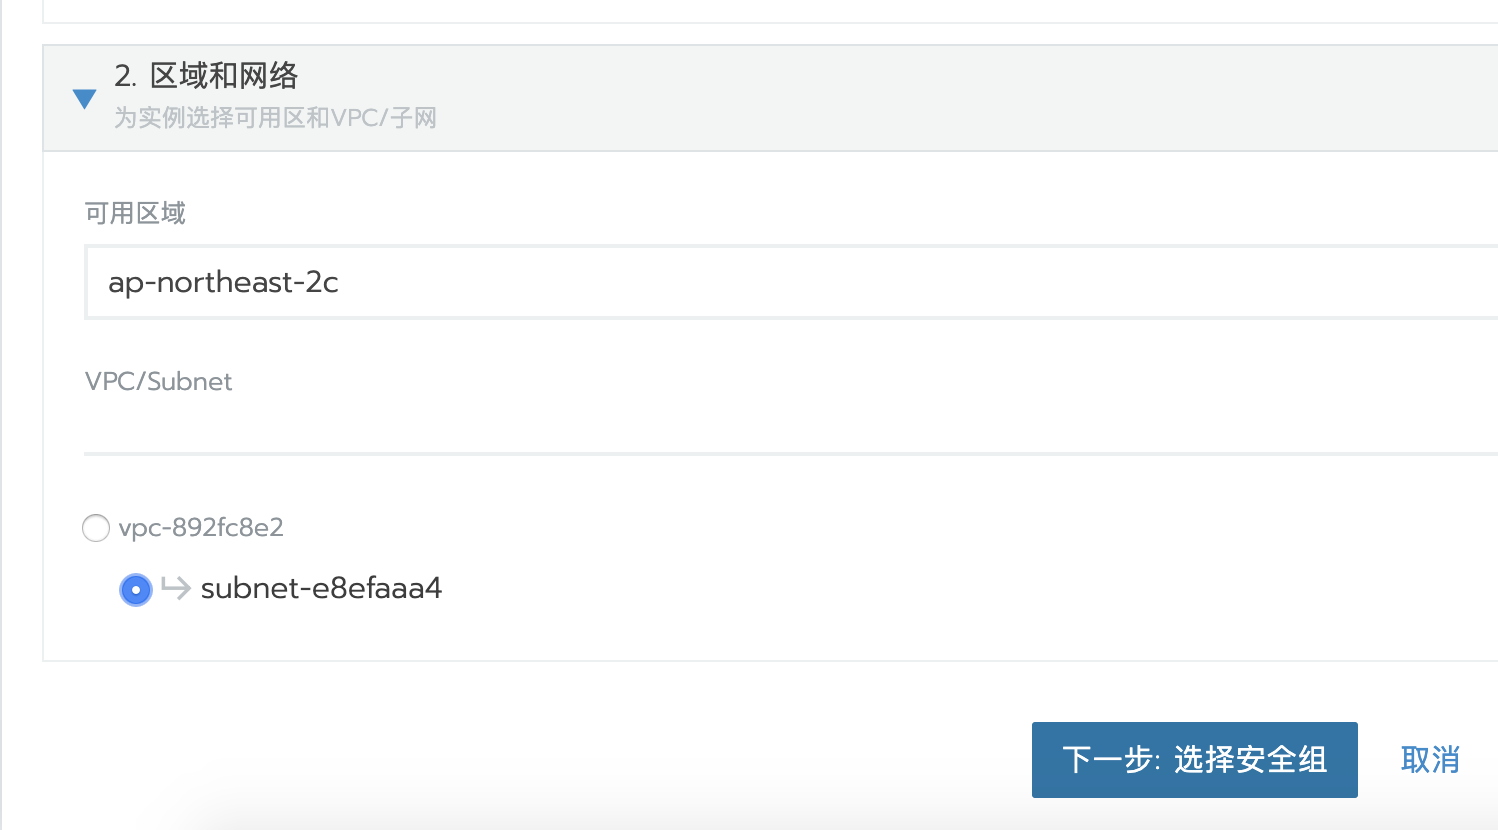 2. 区域和网络
为实例选择可用区和VPC/子网
可用区域
ap-northeast-2c
VPC/Subnet
vpc-892fc8e2
subnet-e8efaaa4
下一步: 选择安全组
取消